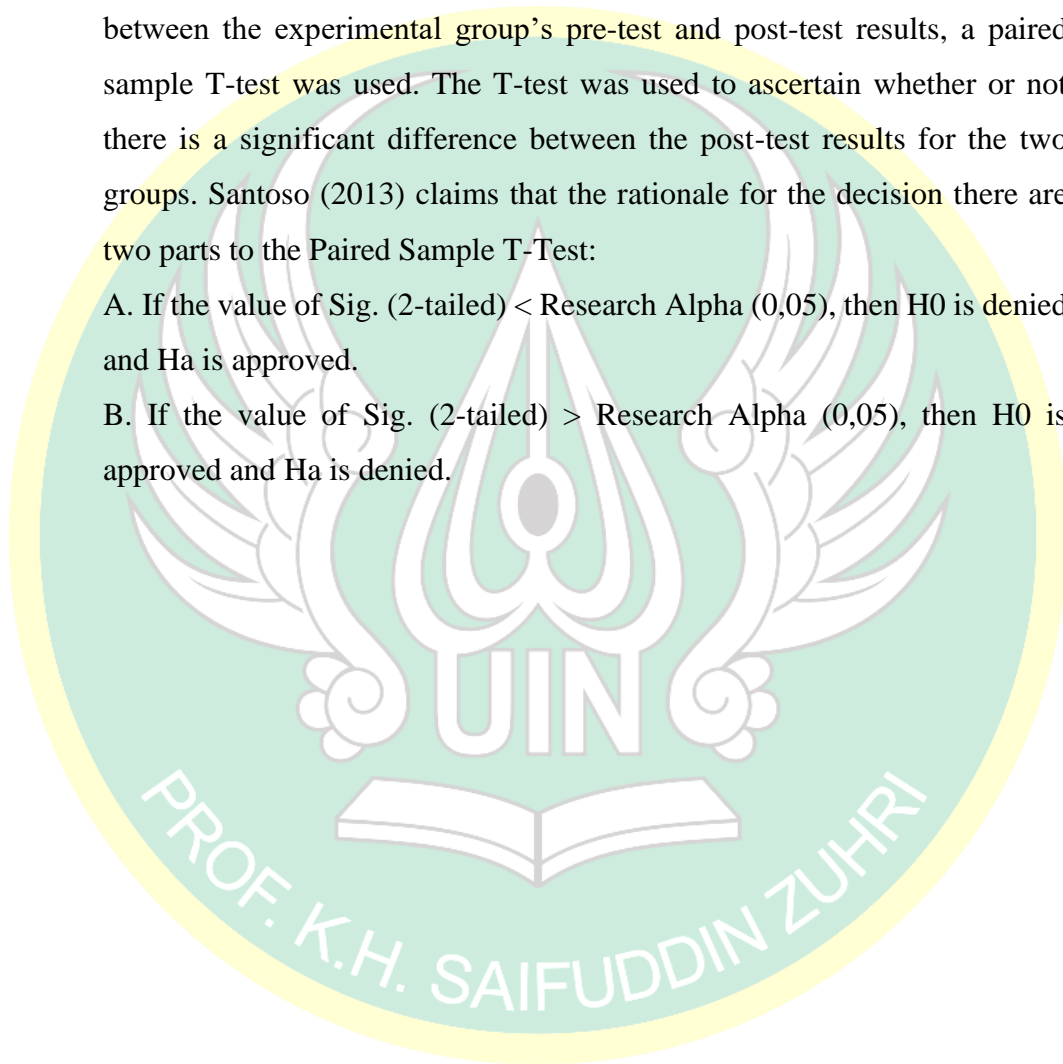 between the experimental group’s pre-test and post-test results, a paired
sample T-test was used. The T-test was used to ascertain whether or not
there is a significant difference between the post-test results for the two
groups. Santoso (2013) claims that the rationale for the decision there are
two parts to the Paired Sample T-Test:
A. If the value of Sig. (2-tailed) < Research Alpha (0,05), then H0 is denied
and Ha is approved.
B. If the value of Sig. (2-tailed) > Research Alpha (0,05), then H0 is
approved and Ha is denied.
UIN
PROF. K.H. SAIFUDDIN ZUHRI